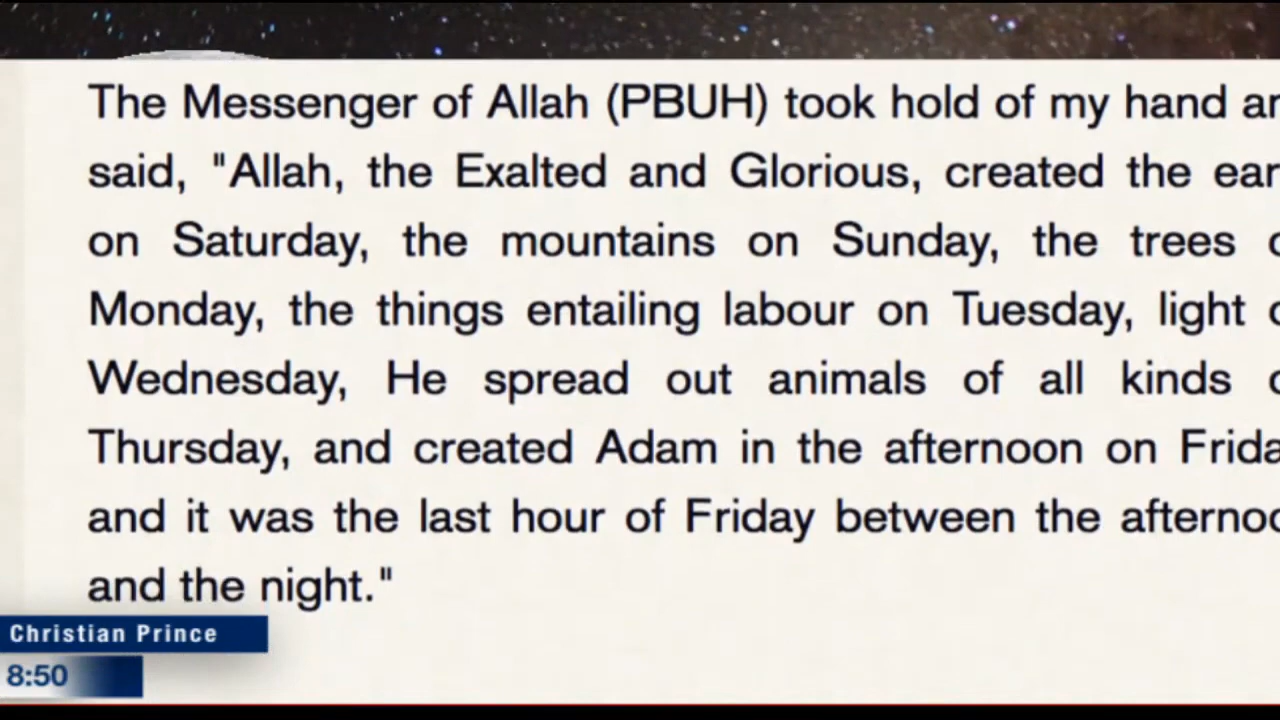 The Messenger of Allah (PBUH) took hold of my hand
said, "Allah, the Exalted and Glorious, created the
on Saturday, the mountains on Sunday, the trees
Monday, the things entailing labour on Tuesday, light
Wednesday, He spread out animals of all kinds
Thursday, and created Adam in the afternoon on
and it was the last hour of Friday between the
and the night."
Christian Prince
8:50